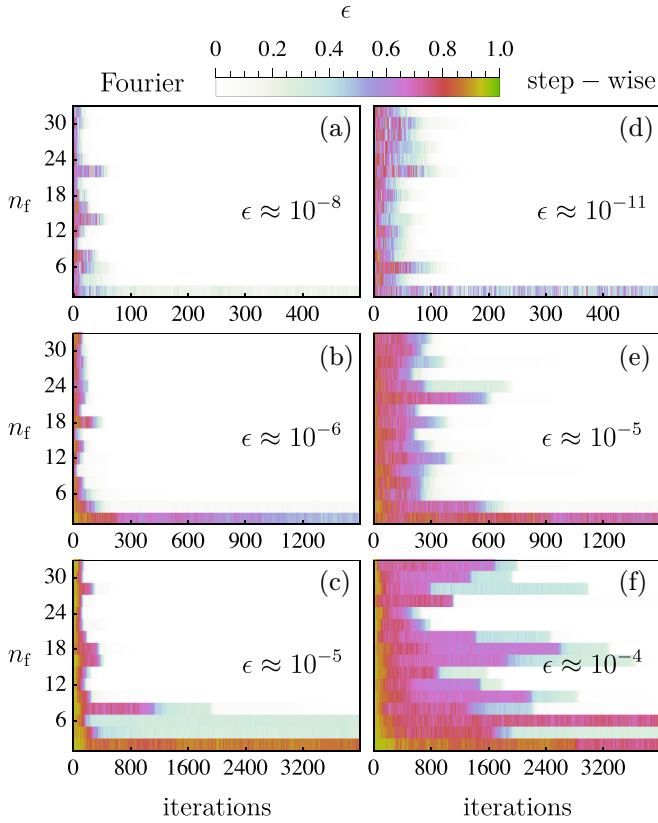 ϵ
0 0.2 0.4 0.6 0.8 1.0
Fourier step − wise
(a) (d)
n_f
30
24
18
12
6
ϵ ≈ 10⁻⁸ ϵ ≈ 10⁻¹¹
0 100 200 300 400 0 100 200 300 400
(b) (e)
n_f
30
24
18
12
6
ϵ ≈ 10⁻⁶ ϵ ≈ 10⁻⁵
0 300 600 900 1200 0 300 600 900 1200
(c) (f)
n_f
30
24
18
12
6
ϵ ≈ 10⁻⁵ ϵ ≈ 10⁻⁴
0 800 1600 2400 3200 0 800 1600 2400 3200
iterations iterations